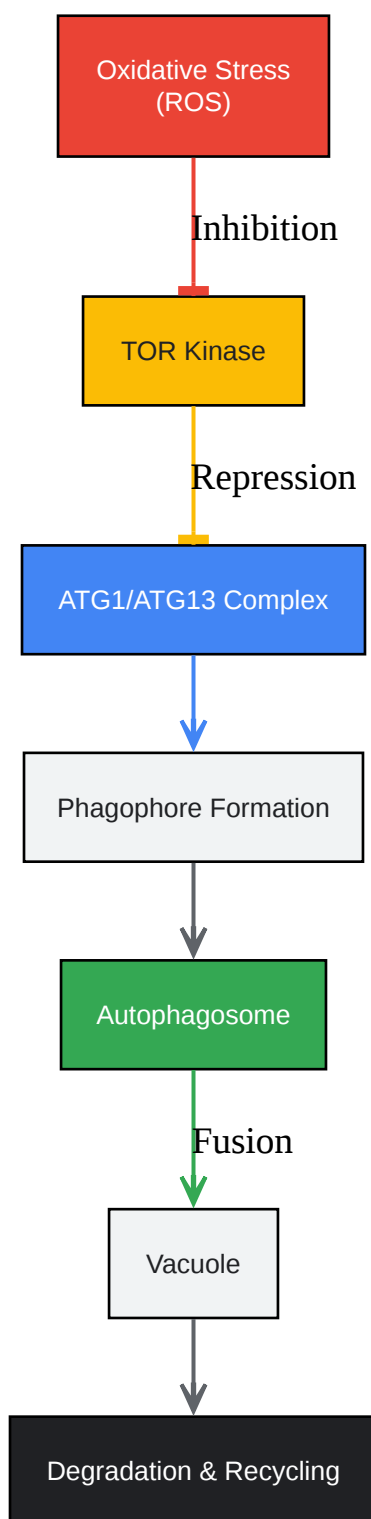 Oxidative Stress
(ROS)
Inhibition
TOR Kinase
Repression
ATG1/ATG13 Complex
Phagophore Formation
Autophagosome
Fusion
Vacuole
Degradation & Recycling